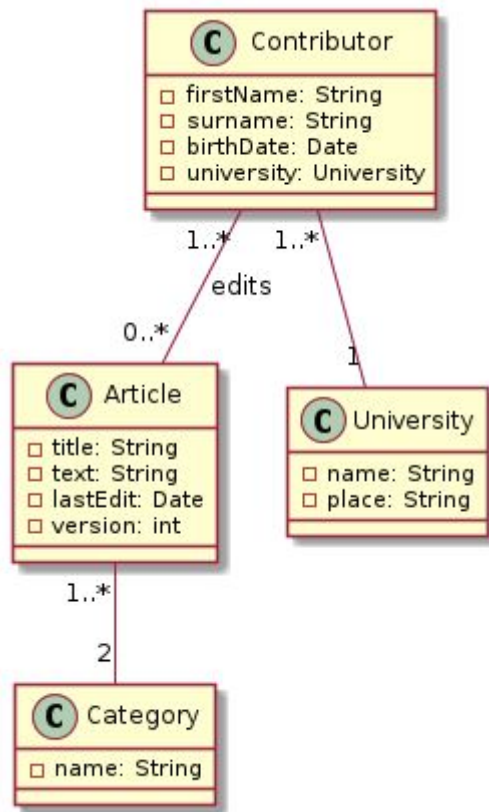 C Contributor
firstName: String
surname: String
birthDate: Date
university: University
1..* 1..*
edits
0..* 1
C Article
title: String
text: String
lastEdit: Date
version: int
C University
name: String
place: String
1..*
2
C Category
name: String